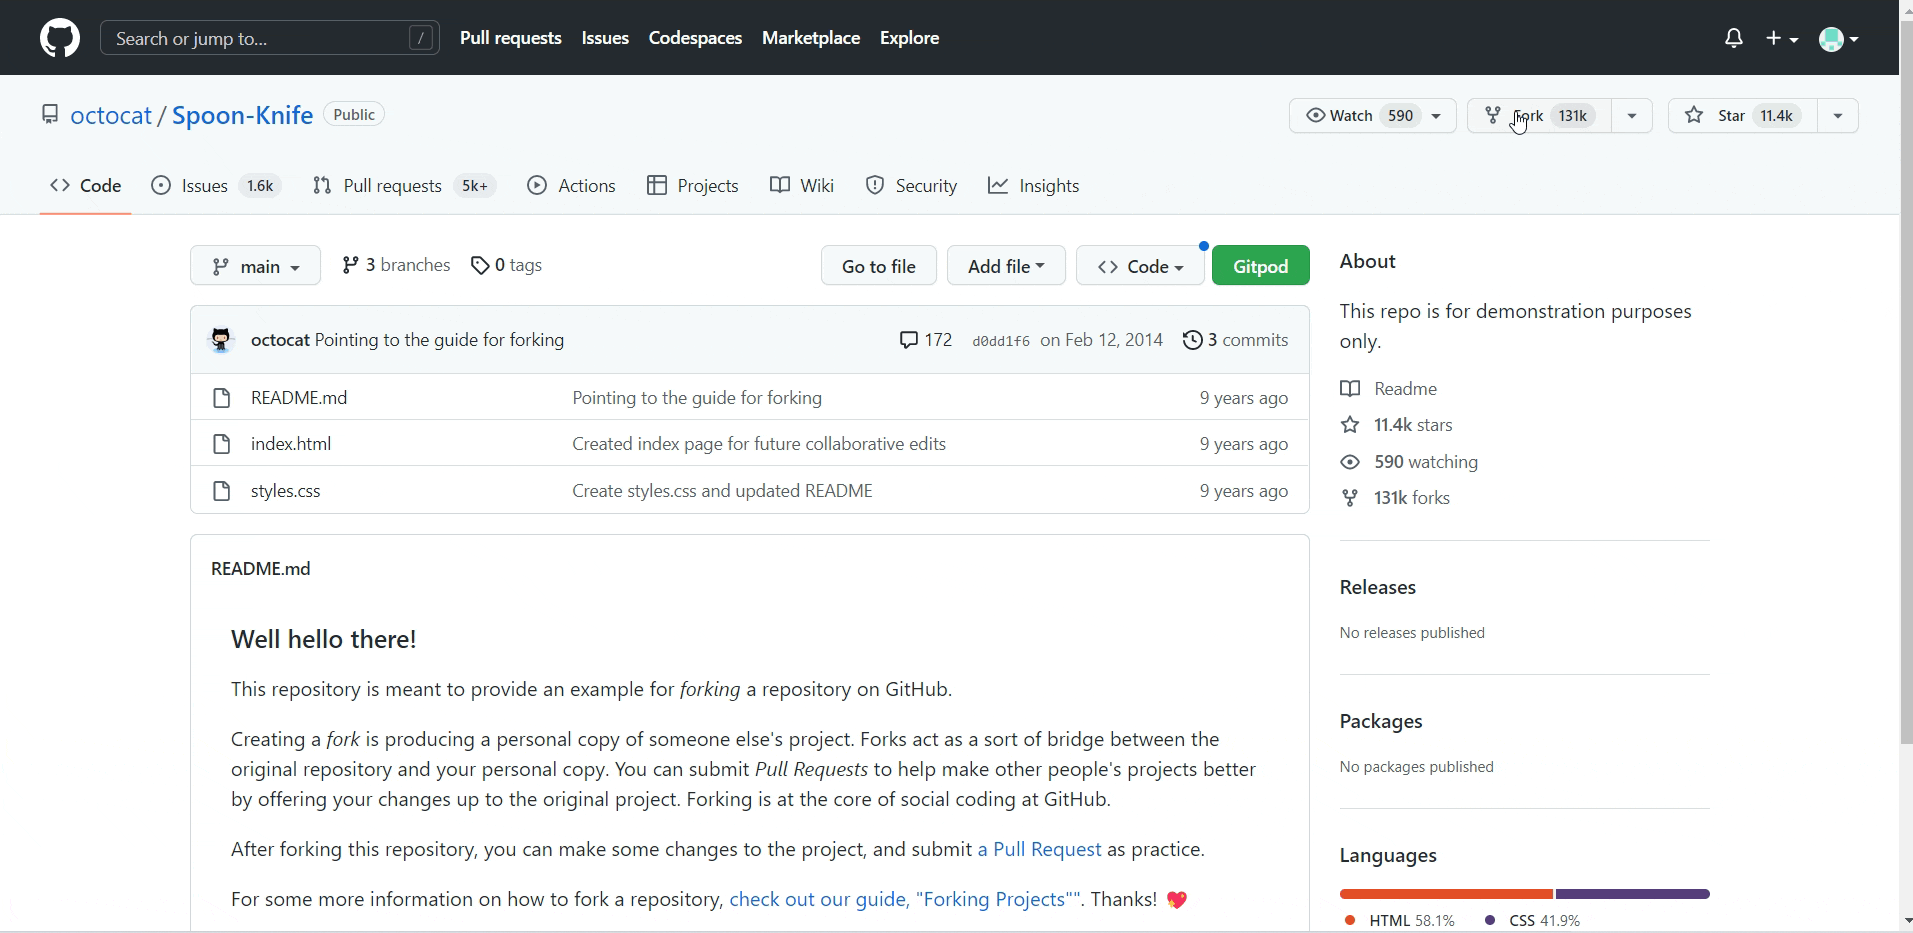 Search or jump to... / Pull requests Issues Codespaces Marketplace Explore
octocat / Spoon-Knife Public Watch 590 Fork 131k Star 11.4k
Code Issues 1.6k Pull requests 5k+ Actions Projects Wiki Security Insights
main 3 branches 0 tags Go to file Add file Code Gitpod
octocat Pointing to the guide for forking 172 d0dd1f6 on Feb 12, 2014 3 commits
README.md Pointing to the guide for forking 9 years ago
index.html Created index page for future collaborative edits 9 years ago
styles.css Create styles.css and updated README 9 years ago
README.md
Well hello there!
This repository is meant to provide an example for forking a repository on GitHub.
Creating a fork is producing a personal copy of someone else's project. Forks act as a sort of bridge between the
original repository and your personal copy. You can submit Pull Requests to help make other people's projects better
by offering your changes up to the original project. Forking is at the core of social coding at GitHub.
After forking this repository, you can make some changes to the project, and submit a Pull Request as practice.
For some more information on how to fork a repository, check out our guide, "Forking Projects"". Thanks! 💖
About
This repo is for demonstration purposes
only.
Readme
11.4k stars
590 watching
131k forks
Releases
No releases published
Packages
No packages published
Languages
HTML 58.1% CSS 41.9%